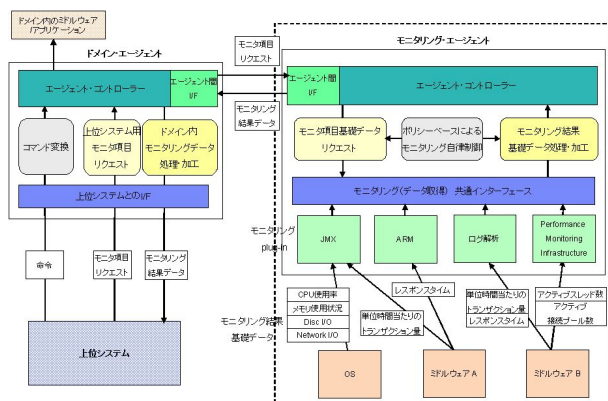 ドメイン内のミドルウェア
/アプリケーション
ドメイン・エージェント
エージェント・コントローラー
エージェント間
I/F
コマンド変換
上位システム用
モニタ項目
リクエスト
ドメイン内
モニタリングデータ
処理・加工
上位システムとのI/F
命令
モニタ項目
リクエスト
モニタリング
結果データ
上位システム
モニタ項目
リクエスト
モニタリング
結果データ
モニタリング・エージェント
エージェント間
I/F
エージェント・コントローラー
モニタ項目基礎データ
リクエスト
ポリシーベースによる
モニタリング自律制御
モニタリング結果
基礎データ処理・加工
モニタリング(データ取得) 共通インターフェース
モニタリング
plug-in
JMX
ARM
ログ解析
Performance
Monitoring
Infrastructure
モニタリング結果
基礎データ
CPU使用率
メモリ使用状況
Disc I/O
Network I/O
レスポンスタイム
単位時間当たりの
トランザクション量
単位時間当たりの
トランザクション量
レスポンスタイム
アクティブスレッド数
アクティブ
接続プール数
OS
ミドルウェア A
ミドルウェア B